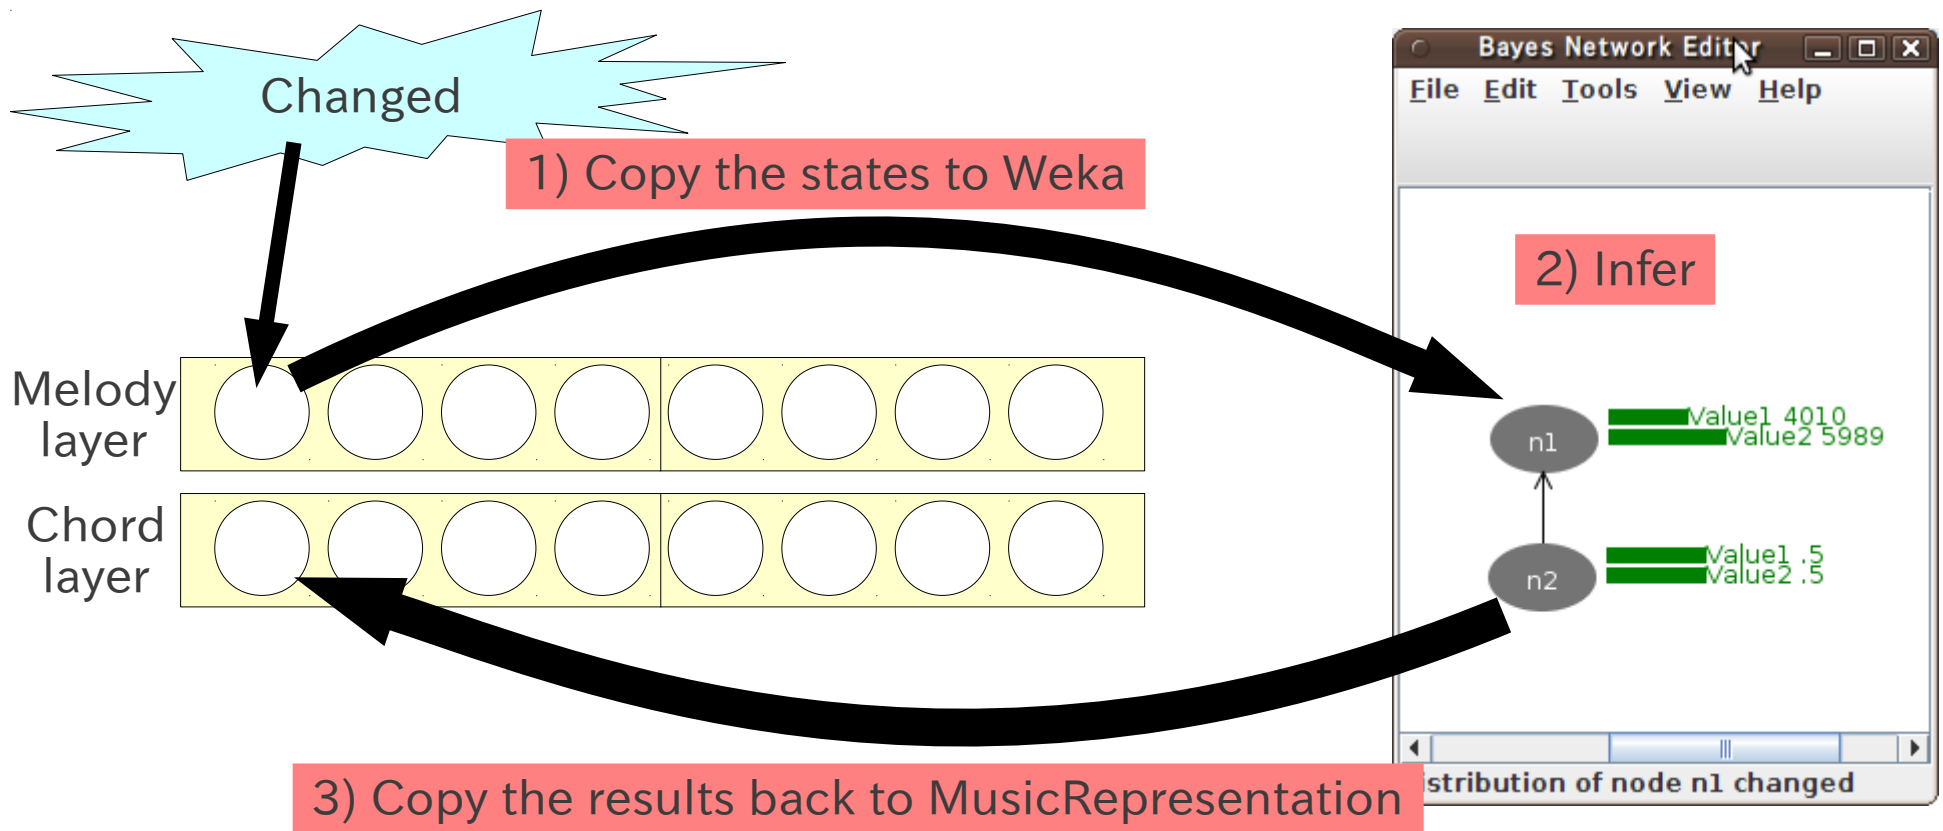 Changed
1) Copy the states to Weka
Bayes Network Editor
File Edit Tools View Help
2) Infer
Melody
layer
Chord
layer
n1
Value1 4010
Value2 5989
n2
Value1 .5
Value2 .5
3) Copy the results back to MusicRepresentation
istribution of node n1 changed